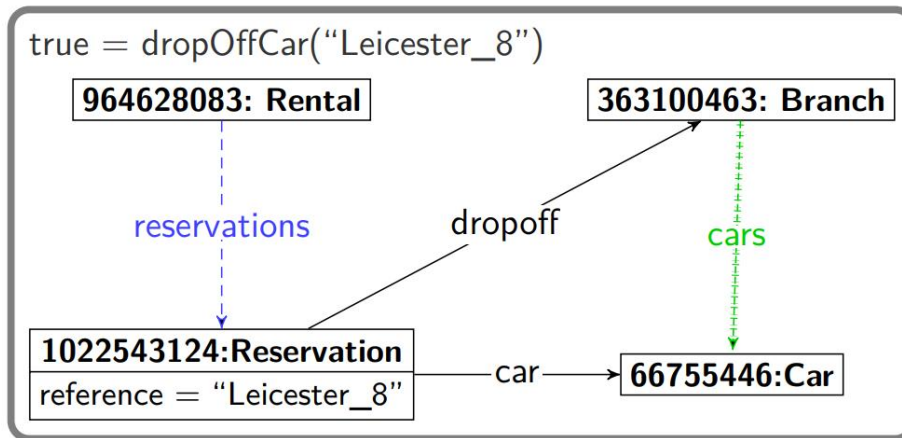 true = dropOffCar(“Leicester_8”)
964628083: Rental
363100463: Branch
reservations
dropoff
cars
1022543124:Reservation
reference = “Leicester_8”
car
66755446:Car